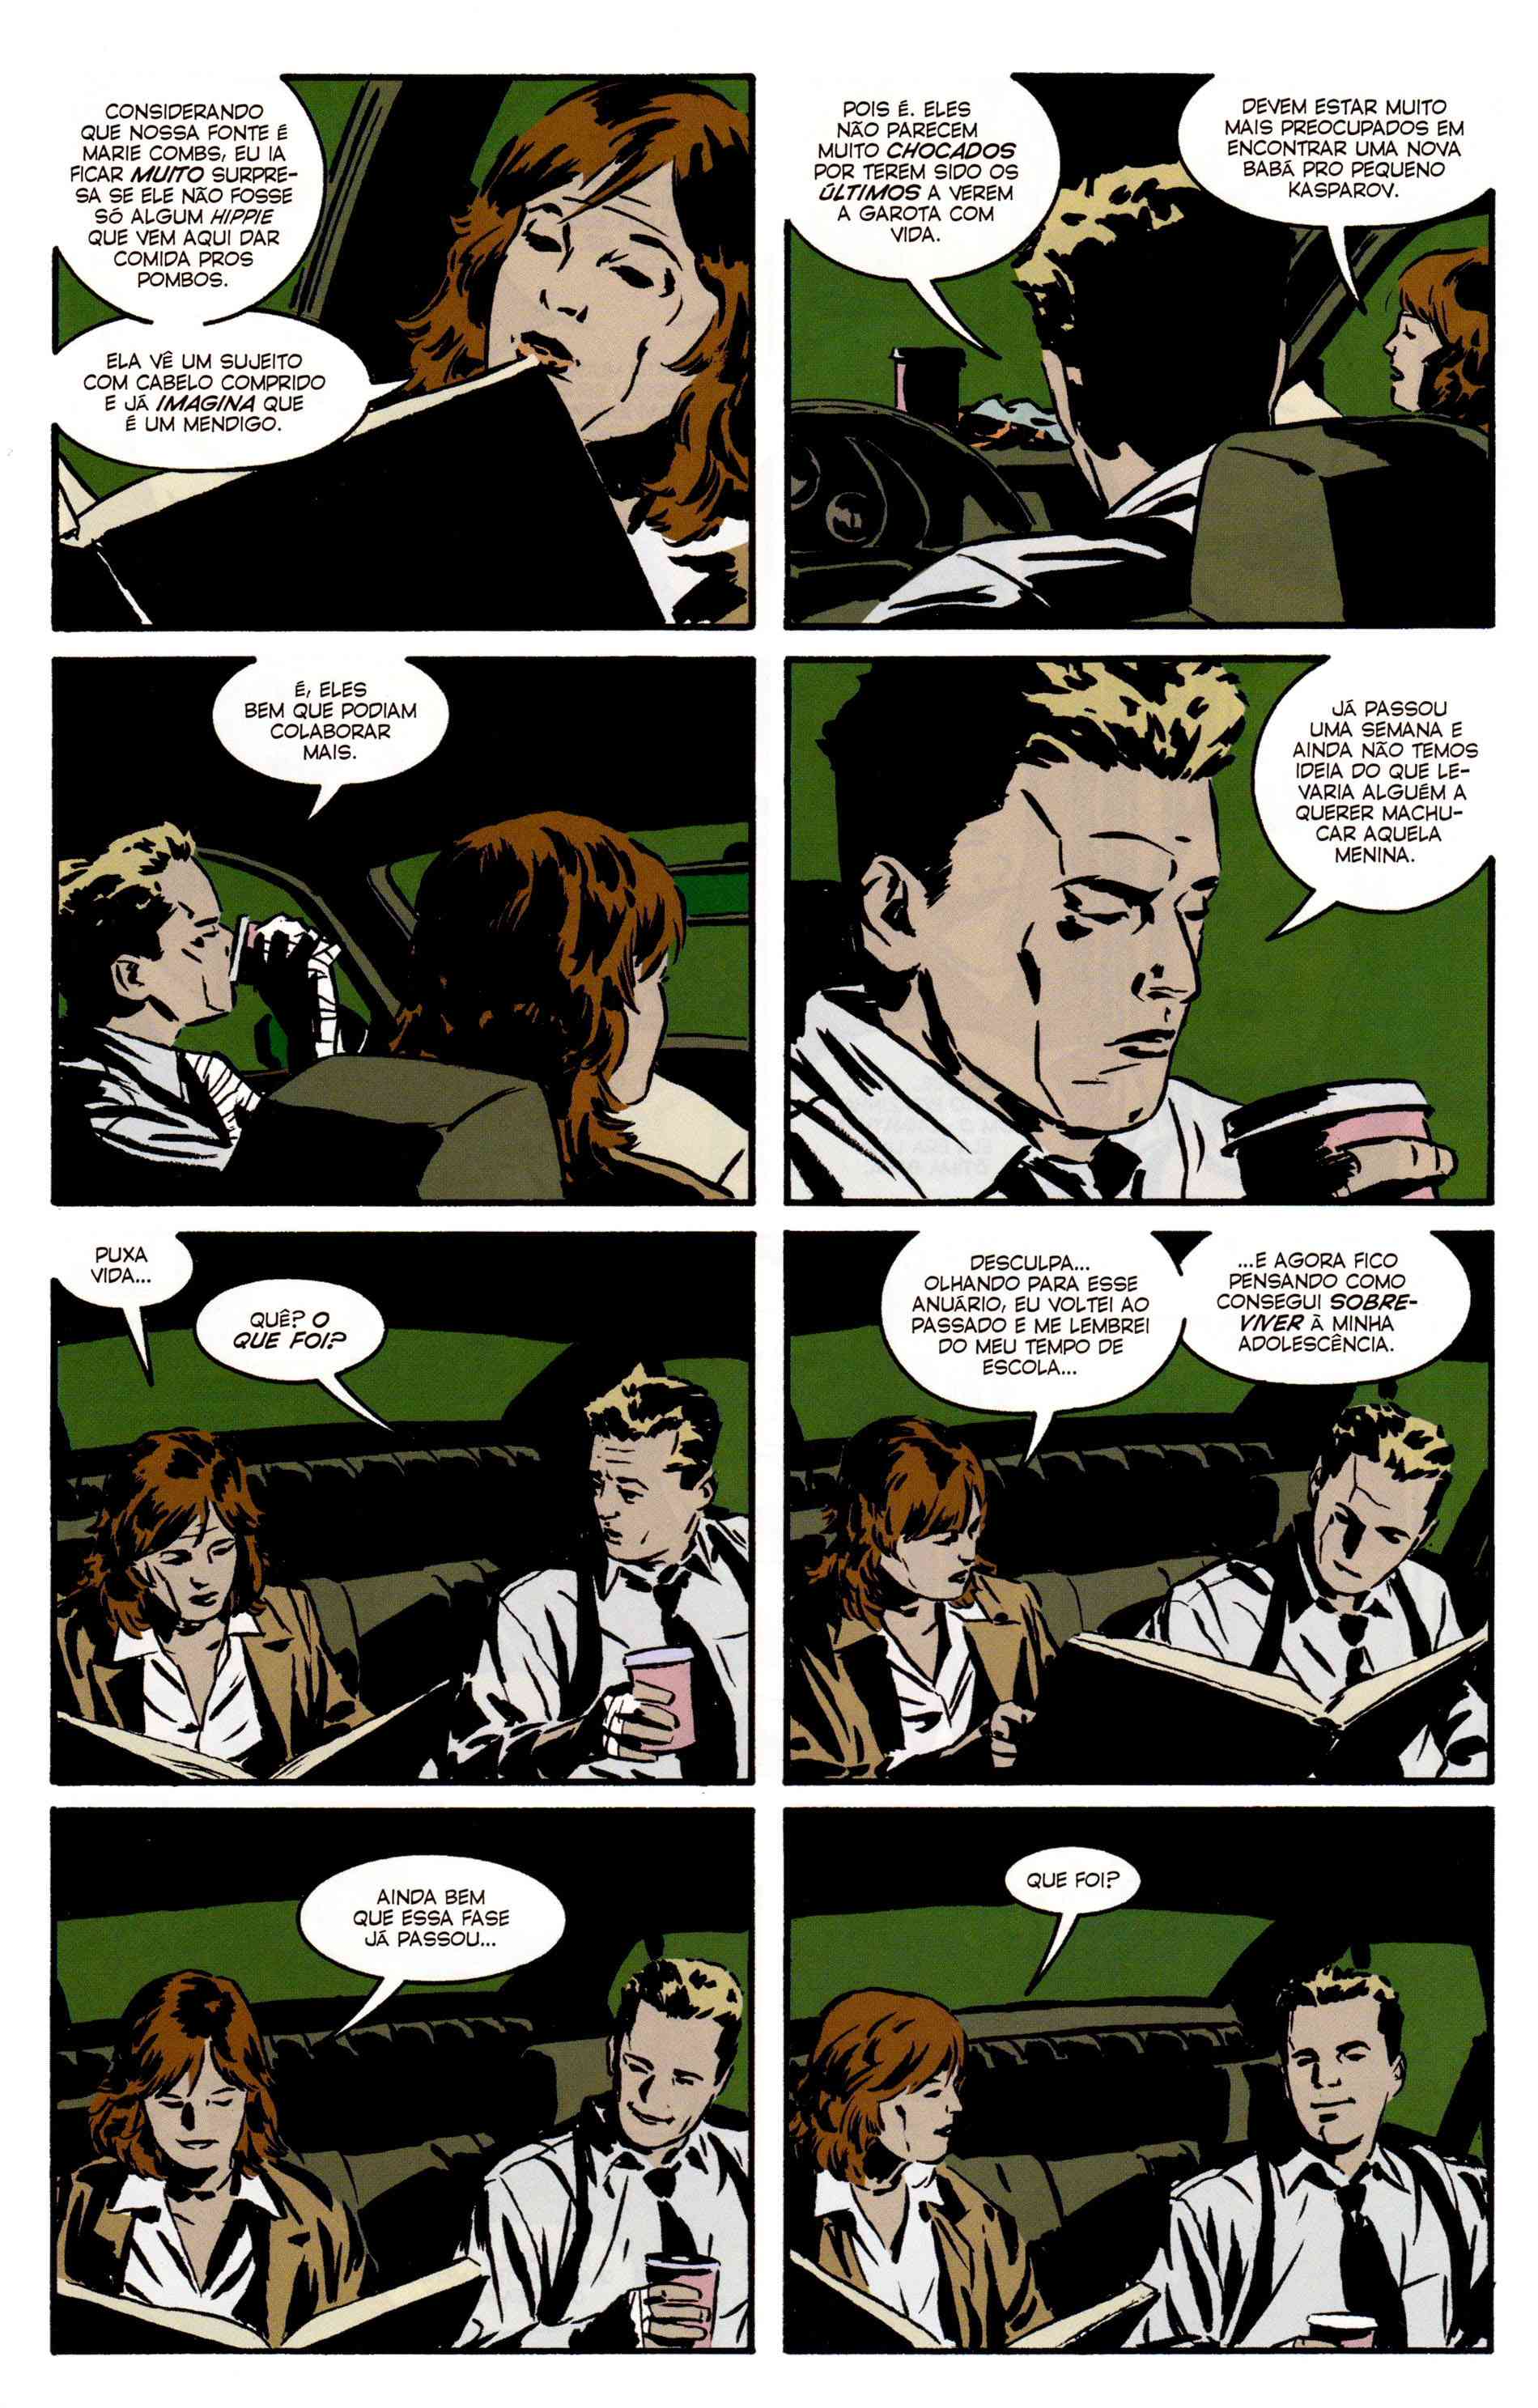 CONSIDERANDO
QUE NOSSA FONTE É
MARIE COMBS, EU IA
FICAR MUITO SURPRE-
SA SE ELE NÃO FOSSE
SÓ ALGUM HIPPIE
QUE VEM AQUI DAR
COMIDA PROS
POMBOS.
ELA VÊ UM SUJEITO
COM CABELO COMPRIDO
E JÁ IMAGINA QUE
É UM MENDIGO.
POIS É. ELES
NÃO PARECEM
MUITO CHOCADOS
POR TEREM SIDO OS
ÚLTIMOS A VEREM
A GAROTA COM
VIDA.
DEVEM ESTAR MUITO
MAIS PREOCUPADOS EM
ENCONTRAR UMA NOVA
BABÁ PRO PEQUENO
KASPAROV.
É, ELES
BEM QUE PODIAM
COLABORAR
MAIS.
JÁ PASSOU
UMA SEMANA E
AINDA NÃO TEMOS
IDEIA DO QUE LE-
VARIA ALGUÉM A
QUERER MACHU-
CAR AQUELA
MENINA.
PUXA
VIDA...
QUÊ? O
QUE FOI?
DESCULPA...
OLHANDO PARA ESSE
ANUÁRIO, EU VOLTEI AO
PASSADO E ME LEMBREI
DO MEU TEMPO DE
ESCOLA...
...E AGORA FICO
PENSANDO COMO
CONSEGUI SOBRE-
VIVER À MINHA
ADOLESCÊNCIA.
AINDA BEM
QUE ESSA FASE
JÁ PASSOU...
QUE FOI?